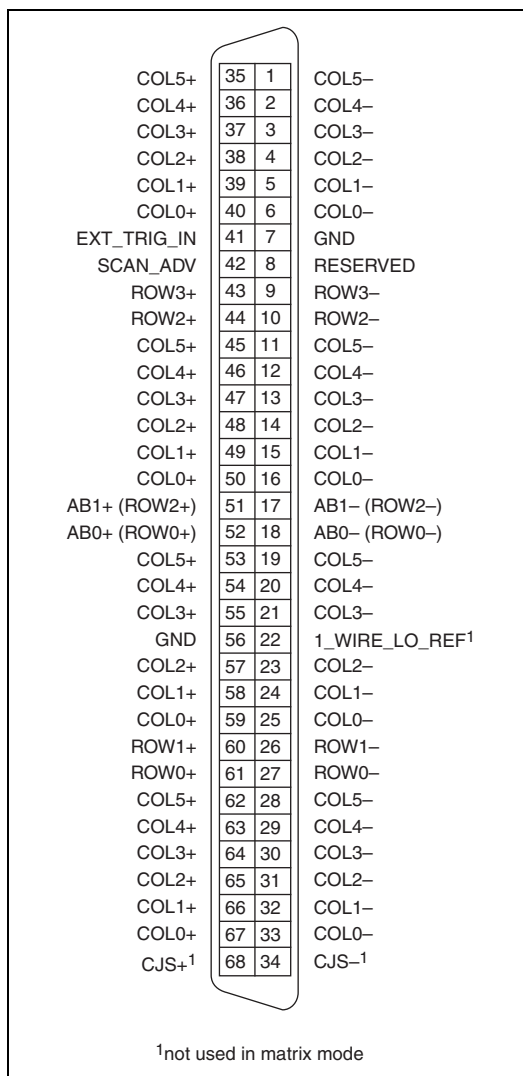 COL5+ 35 1 COL5–
COL4+ 36 2 COL4–
COL3+ 37 3 COL3–
COL2+ 38 4 COL2–
COL1+ 39 5 COL1–
COL0+ 40 6 COL0–
EXT_TRIG_IN 41 7 GND
SCAN_ADV 42 8 RESERVED
ROW3+ 43 9 ROW3–
ROW2+ 44 10 ROW2–
COL5+ 45 11 COL5–
COL4+ 46 12 COL4–
COL3+ 47 13 COL3–
COL2+ 48 14 COL2–
COL1+ 49 15 COL1–
COL0+ 50 16 COL0–
AB1+ (ROW2+) 51 17 AB1– (ROW2–)
AB0+ (ROW0+) 52 18 AB0– (ROW0–)
COL5+ 53 19 COL5–
COL4+ 54 20 COL4–
COL3+ 55 21 COL3–
GND 56 22 1_WIRE_LO_REF1
COL2+ 57 23 COL2–
COL1+ 58 24 COL1–
COL0+ 59 25 COL0–
ROW1+ 60 26 ROW1–
ROW0+ 61 27 ROW0–
COL5+ 62 28 COL5–
COL4+ 63 29 COL4–
COL3+ 64 30 COL3–
COL2+ 65 31 COL2–
COL1+ 66 32 COL1–
COL0+ 67 33 COL0–
CJS+1 68 34 CJS–1
1not used in matrix mode